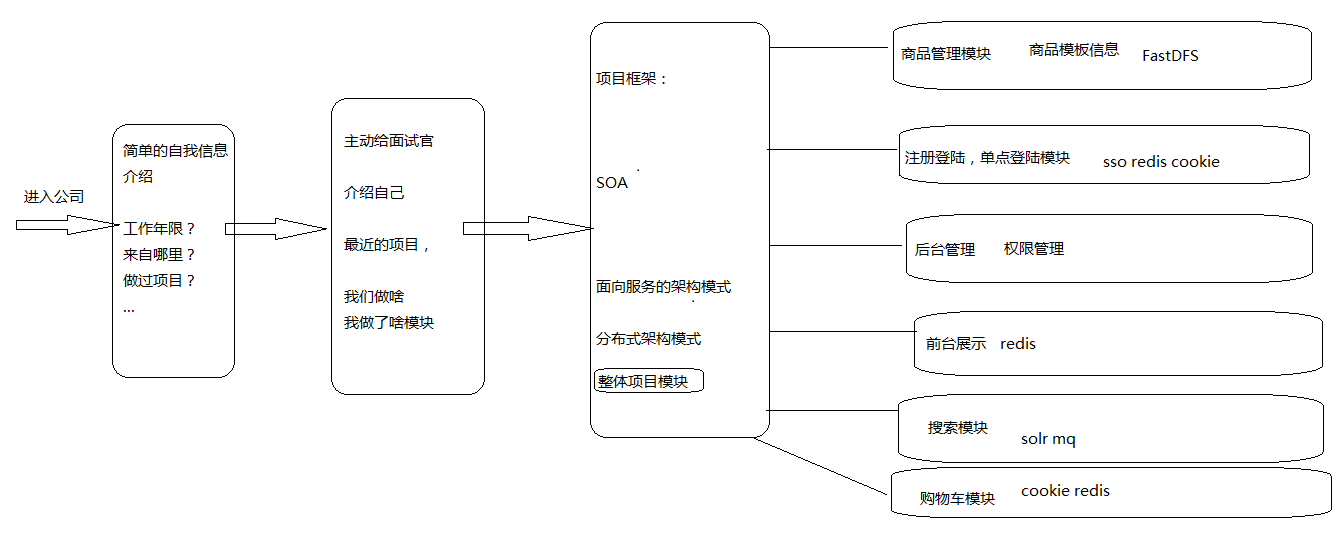 进入公司
简单的自我信息
介绍
工作年限？
来自哪里？
做过项目？
...
主动给面试官
介绍自己
最近的项目，
我们做啥
我做了啥模块
项目框架：
SOA
面向服务的架构模式
分布式架构模式
整体项目模块
商品管理模块 商品模板信息 FastDFS
注册登陆，单点登陆模块 sso redis cookie
后台管理 权限管理
前台展示 redis
搜索模块 solr mq
购物车模块 cookie redis